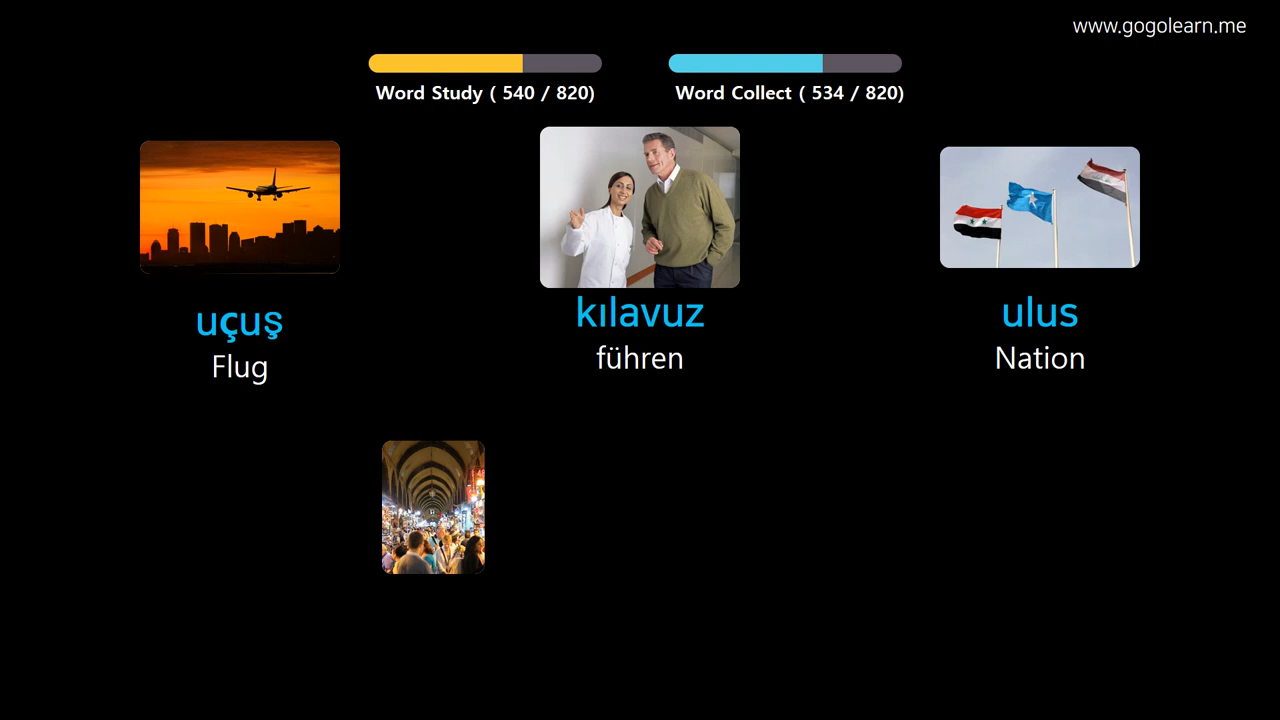 www.gogolearn.me
Word Study ( 540 / 820)
Word Collect ( 534 / 820)
uçuş
Flug
kılavuz
führen
ulus
Nation